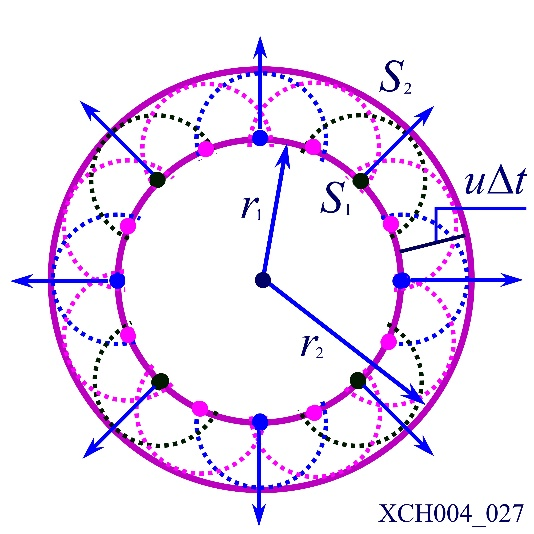 S₂
uΔt
r₁
S₁
r₂
XCH004_027